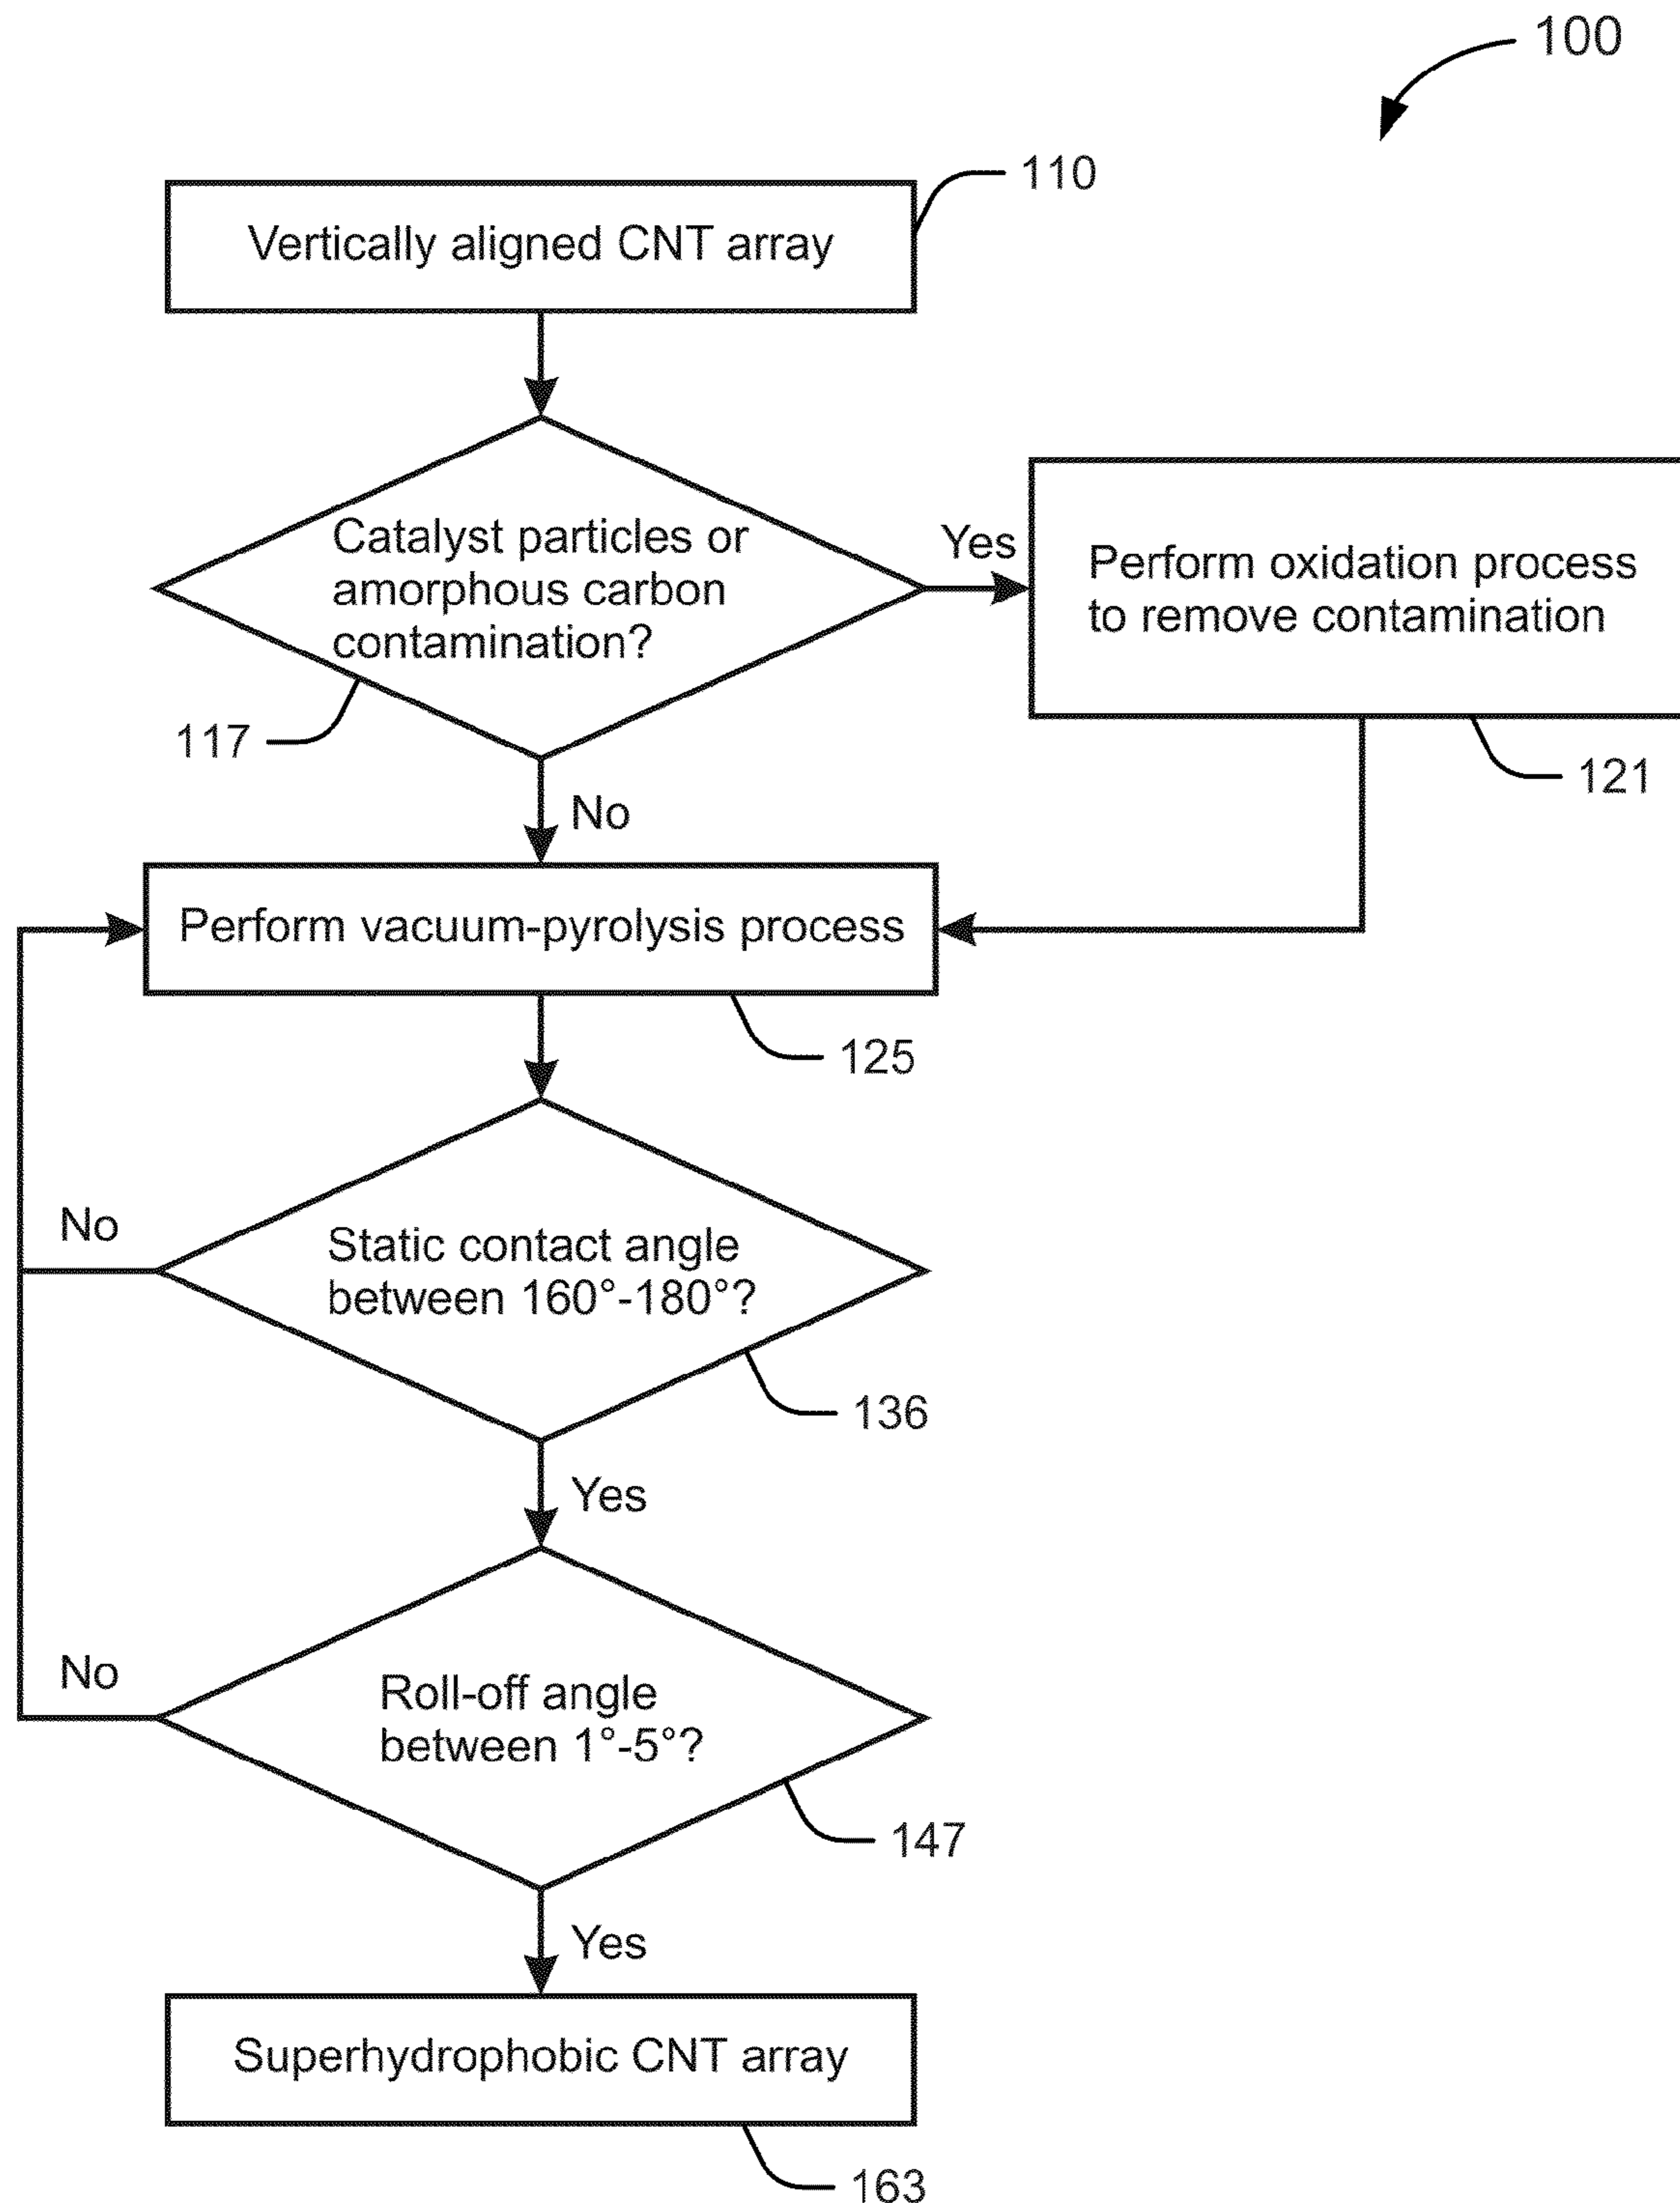 100
110
Vertically aligned CNT array
Catalyst particles or
amorphous carbon
contamination?
Yes
Perform oxidation process
to remove contamination
117
121
No
Perform vacuum-pyrolysis process
125
No
Static contact angle
between 160°-180°?
136
Yes
No
Roll-off angle
between 1°-5°?
147
Yes
Superhydrophobic CNT array
163